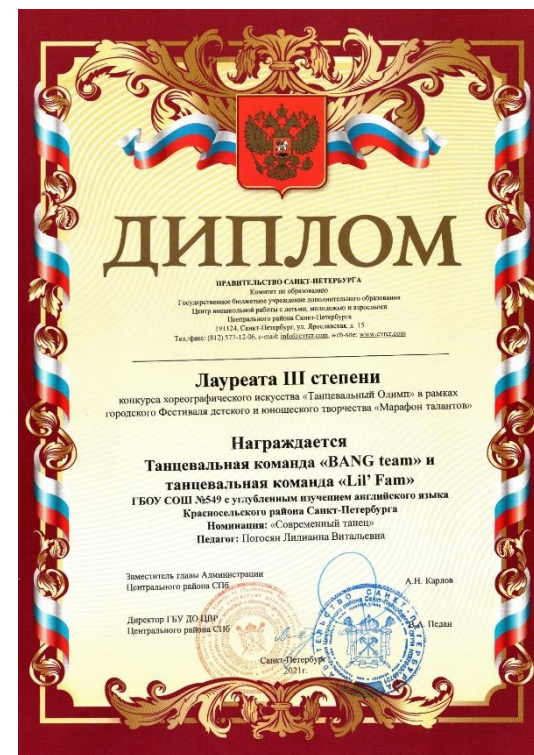 ДИПЛОМ
ПРАВИТЕЛЬСТВО САНКТ-ПЕТЕРБУРГА
Комитет по образованию
Государственное бюджетное учреждение дополнительного образования
Центр внешкольной работы с детьми, молодежью и взрослыми
Центрального района Санкт-Петербурга
191124, Санкт-Петербург, ул. Ярославская, д. 15
Тел./факс: (812) 577-12-06, e-mail: info@cvrcr.com, web-site: www.cvrcr.com
Лауреата III степени
конкурса хореографического искусства «Танцевальный Олимп» в рамках
городского Фестиваля детского и юношеского творчества «Марафон талантов»
Награждается
Танцевальная команда «BANG team» и
танцевальная команда «Lil' Fam»
ГБОУ СОШ №549 с углубленным изучением английского языка
Красносельского района Санкт-Петербурга
Номинация: «Современный танец»
Педагог: Погосян Лилианна Витальевна
Заместитель главы Администрации
Центрального района СПб
А.Н. Карлов
Директор ГБУ ДО ЦВР
Центрального района СПб
Педан
Санкт-Петербург
2021г.